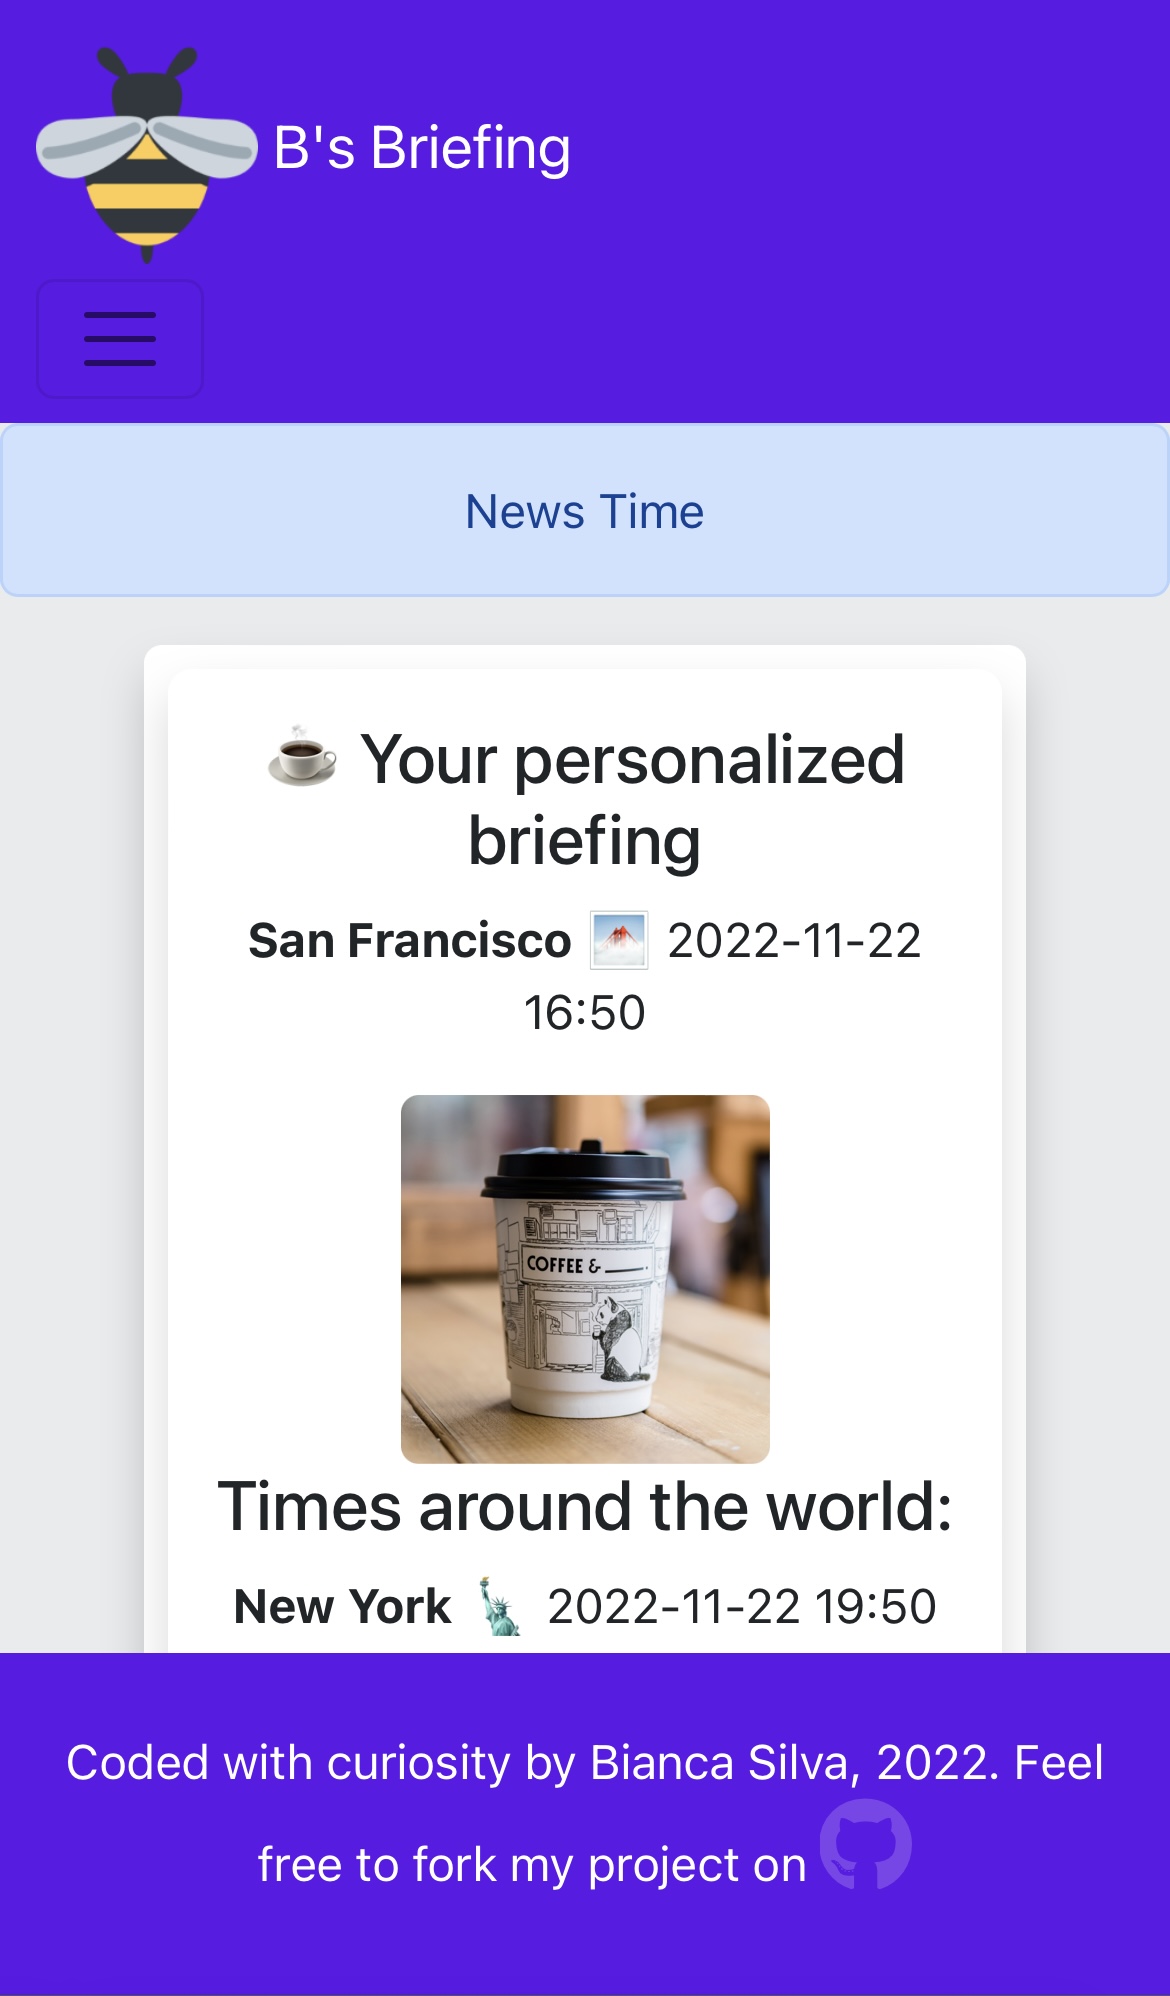 B's Briefing
News Time
☕ Your personalized
briefing
San Francisco 🌁 2022-11-22
16:50
COFFEE & ____.
Times around the world:
New York 🗽 2022-11-22 19:50
Coded with curiosity by Bianca Silva, 2022. Feel
free to fork my project on